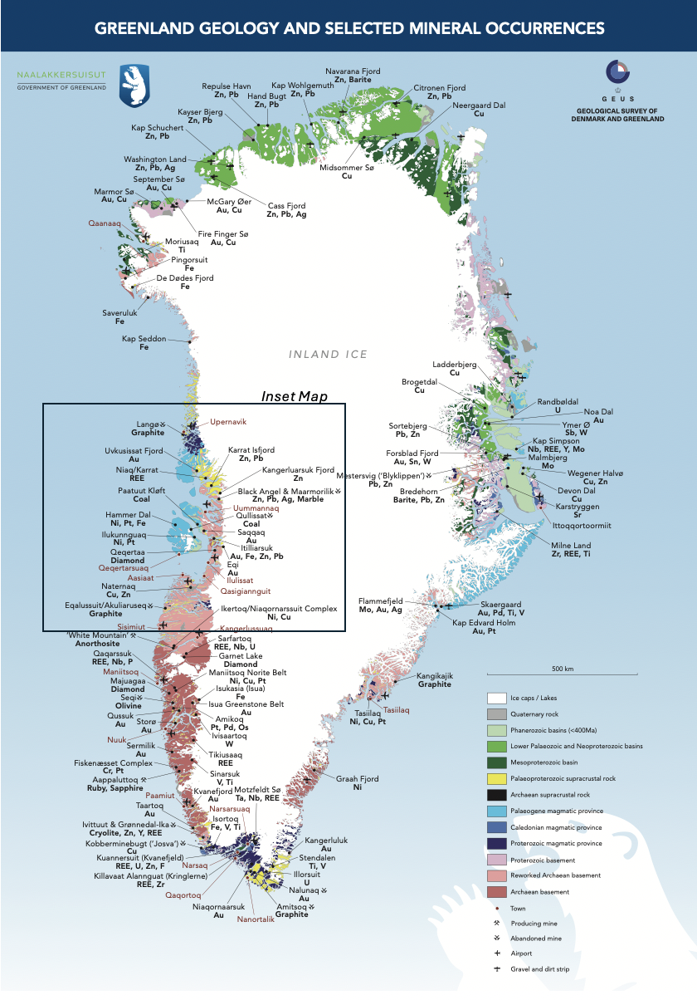 GREENLAND GEOLOGY AND SELECTED MINERAL OCCURRENCES
NAALAKKERSUISUT
GOVERNMENT OF GREENLAND
G E U S
GEOLOGICAL SURVEY OF
DENMARK AND GREENLAND
Navarana Fjord
Zn, Barite
Kap Wohlgemuth
Zn, Pb
Repulse Havn
Zn, Pb
Hand Bugt
Zn, Pb
Citronen Fjord
Zn, Pb
Neergaard Dal
Cu
Kayser Bjerg
Zn, Pb
Kap Schuchert
Zn, Pb
Washington Land
Zn, Pb, Ag
Midsommer Sø
Cu
September Sø
Au, Cu
Marmor Sø
Au, Cu
McGary Øer
Au, Cu
Cass Fjord
Zn, Pb, Ag
Qaanaaq
Fire Finger Sø
Au, Cu
Moriusaq
Ti
Pingorsuit
Fe
De Dødes Fjord
Fe
Saveruluk
Fe
Kap Seddon
Fe
INLAND ICE
Inset Map
Ladderbjerg
Cu
Brogetdal
Cu
Randbøldal
U
Noa Dal
Au
Ymer Ø
Sb, W
Sortebjerg
Pb, Zn
Kap Simpson
Nb, REE, Y, Mo
Forsblad Fjord
Au, Sn, W
Malmbjerg
Mo
Mestersvig ('Blyklippen')
Pb, Zn
Wegener Halvø
Cu, Zn
Bredehorn
Barite, Pb, Zn
Devon Dal
Cu
Karstryggen
Sr
Ittoqqortoormiit
Milne Land
Zr, REE, Ti
Langø
Graphite
Upernavik
Uvkusissat Fjord
Au
Karrat Isfjord
Zn, Pb
Niaq/Karrat
REE
Kangerluarsuk Fjord
Zn
Paatuut Kløft
Coal
Black Angel & Maarmorilik
Zn, Pb, Ag, Marble
Uummannaq
Hammer Dal
Ni, Pt, Fe
Qullissat
Coal
Saqqaq
Au
Ilukunnguaq
Ni, Pt
Itilliarsuk
Au, Fe, Zn, Pb
Qeqertaa
Diamond
Eqi
Au
Qeqertarsuaq
Ilulissat
Aasiaat
Qasigiannguit
Naternaq
Cu, Zn
Eqalussuit/Akuliaruseq
Graphite
Ikertoq/Niaqornarssuit Complex
Ni, Cu
Sisimiut
Kangerlussuaq
'White Mountain'
Anorthosite
Sarfartoq
REE, Nb, U
Qaqarssuk
REE, Nb, P
Garnet Lake
Diamond
Maniitsoq
Maniitsoq Norite Belt
Ni, Cu, Pt
Majuagaa
Diamond
Isukasia (Isua)
Fe
Seqi
Olivine
Isua Greenstone Belt
Au
Qussuk
Au
Amikoq
Pt, Pd, Os
Storø
Au
Ivisaartoq
W
Nuuk
Sermilik
Au
Tikiusaaq
REE
Fiskenæsset Complex
Cr, Pt
Sinarsuk
V, Ti
Aappaluttoq
Ruby, Sapphire
Kvanefjord
Au
Motzfeldt Sø
Ta, Nb, REE
Paamiut
Taartoq
Au
Narsarsuaq
Isortoq
Fe, V, Ti
Ivittuut & Grønnedal-Ika
Cryolite, Zn, Y, REE
Kobberminebugt ('Josva')
Cu
Kuannersuit (Kvanefjeld)
REE, U, Zn, F
Narsaq
Killavaat Alannguat (Kringlerne)
REE, Zr
Qaqortoq
Niaqornaarsuk
Au
Nanortalik
Amitsoq
Graphite
Nalunaq
Au
Illorsuit
U
Stendalen
Ti, V
Kangerluluk
Au
Graah Fjord
Ni
Tasiilaq
Ni, Cu, Pt
Tasiilaq
Kangikajik
Graphite
Flammefjeld
Mo, Au, Ag
Skaergaard
Au, Pd, Ti, V
Kap Edvard Holm
Au, Pt
500 km
Ice caps / Lakes
Quaternary rock
Phanerozoic basins (<400Ma)
Lower Palaeozoic and Neoproterozoic basins
Mesoproterozoic basin
Palaeoproterozoic supracrustal rock
Archaean supracrustal rock
Palaeogene magmatic province
Caledonian magmatic province
Proterozoic magmatic province
Proterozoic basement
Reworked Archaean basement
Archaean basement
Town
Producing mine
Abandoned mine
Airport
Gravel and dirt strip